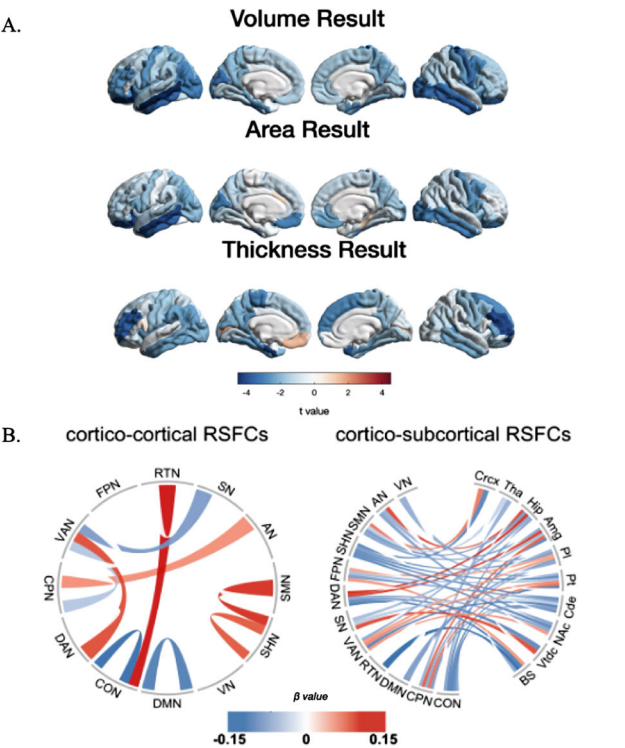 A.
Volume Result
Area Result
Thickness Result
-4 -2 0 2 4
t value
B.
cortico-cortical RSFCs
cortico-subcortical RSFCs
RTN
SN
AN
SMN
SHN
VN
DMN
CON
DAN
CPN
VAN
FPN
VN
AN
SMN
SHN
FPN
DAN
SN
VAN
RTN
DMN
CPN
CON
Crcx
Tha
Hip
Amg
Pl
Pt
Cde
NAc
Vtdc
BS
β value
-0.15 0 0.15